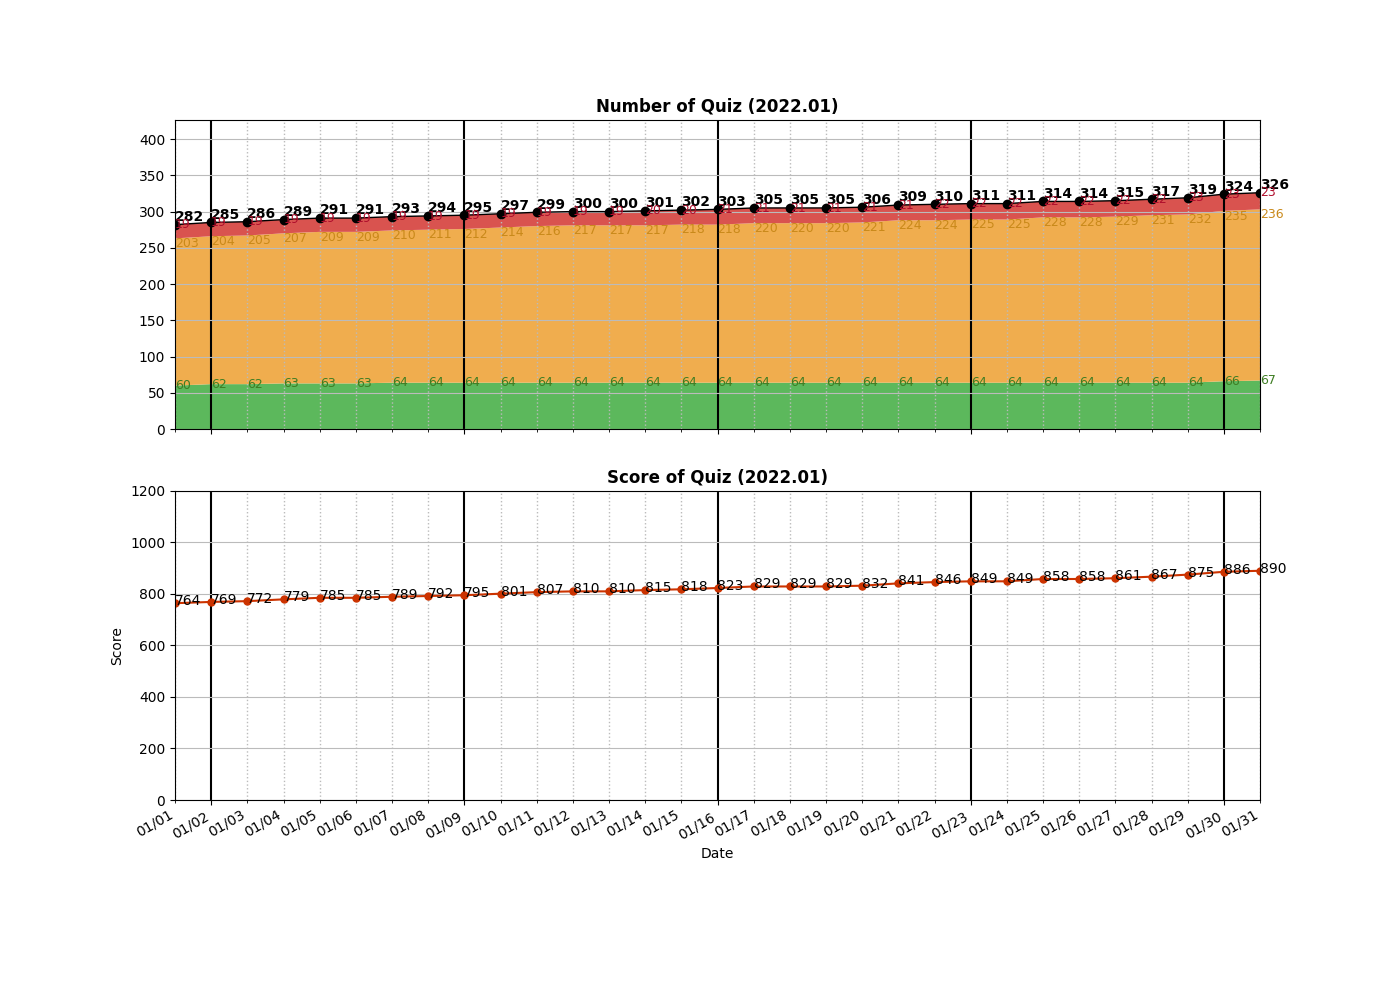 Number of Quiz (2022.01)
400
350
300
250
200
150
100
50
0
282 285 286 289 291 291 293 294 295 297 299 300 300 301 302 303 305 305 305 306 309 310 311 311 314 314 315 317 319 324 326
23
203 204 205 207 209 209 210 211 212 214 216 217 217 217 218 218 220 220 220 221 224 224 225 225 228 228 229 231 232 235 236
60 62 62 63 63 63 64 64 64 64 64 64 64 64 64 64 64 64 64 64 64 64 64 64 64 64 64 64 64 66 67
Score of Quiz (2022.01)
Score
1200
1000
800
600
400
200
0
764 769 772 779 785 785 789 792 795 801 807 810 810 815 818 823 829 829 829 832 841 846 849 849 858 858 861 867 875 886 890
01/01 01/02 01/03 01/04 01/05 01/06 01/07 01/08 01/09 01/10 01/11 01/12 01/13 01/14 01/15 01/16 01/17 01/18 01/19 01/20 01/21 01/22 01/23 01/24 01/25 01/26 01/27 01/28 01/29 01/30 01/31
Date